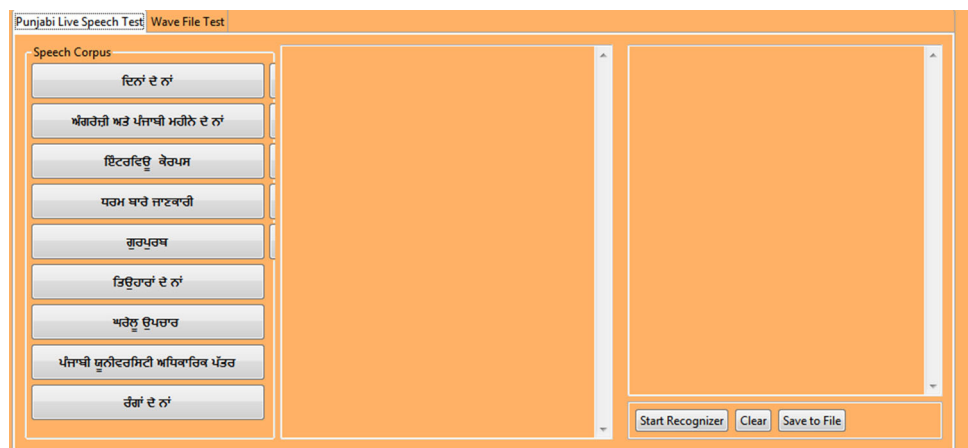 Punjabi Live Speech Test Wave File Test
Speech Corpus
ਦਿਨਾਂ ਦੇ ਨਾਂ
ਅੰਗਰੇਜ਼ੀ ਅਤੇ ਪੰਜਾਬੀ ਮਹੀਨੇ ਦੇ ਨਾਂ
ਇੰਟਰਵਿਊ ਕੋਰਪਸ
ਧਰਮ ਬਾਰੇ ਜਾਣਕਾਰੀ
ਗੁਰਪੁਰਬ
ਤਿਉਹਾਰਾਂ ਦੇ ਨਾਂ
ਘਰੇਲੂ ਉਪਚਾਰ
ਪੰਜਾਬੀ ਯੂਨੀਵਰਸਿਟੀ ਅਧਿਕਾਰਿਕ ਪੱਤਰ
ਰੰਗਾਂ ਦੇ ਨਾਂ
Start Recognizer Clear Save to File